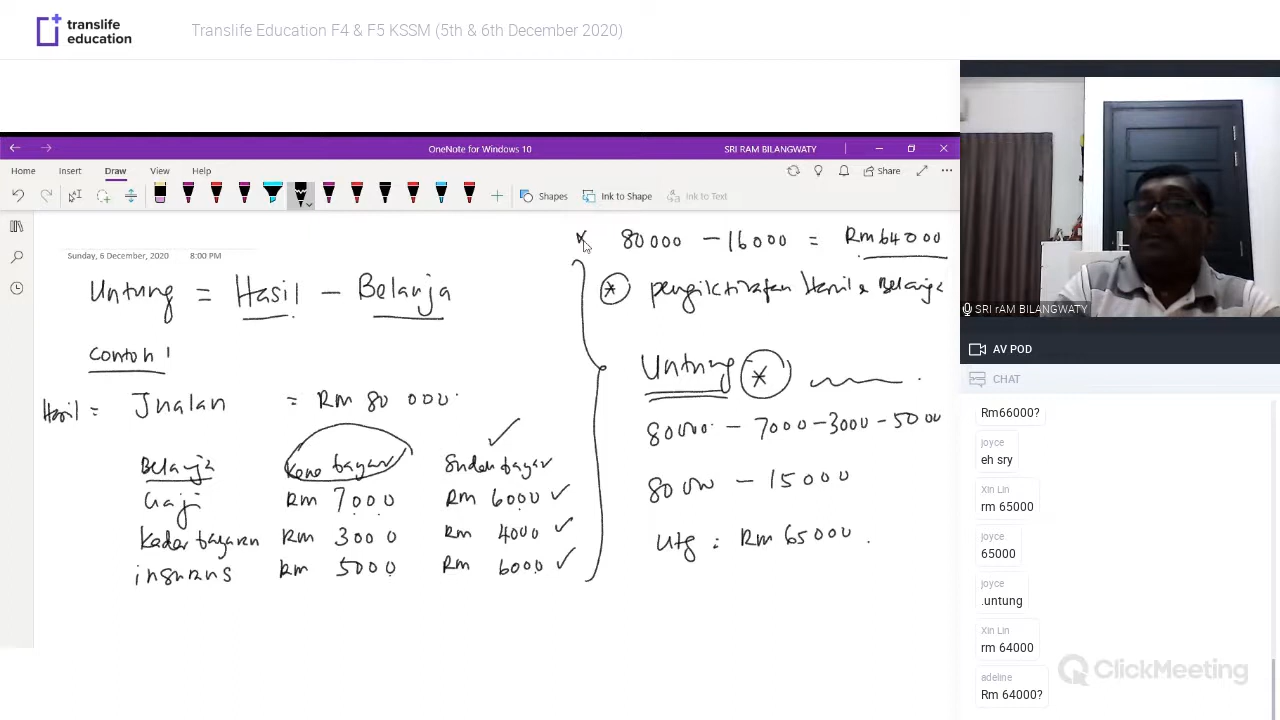 translife
education
Translife Education F4 & F5 KSSM (5th & 6th December 2020)
OneNote for Windows 10
SRI RAM BILANGWATY
Home
Insert
Draw
View
Help
Share
Shapes
Ink to Shape
Ink to Text
Sunday, 6 December, 2020
8:00 PM
Untung = Hasil - Belanja
Contoh 1
Hasil = Jualan = Rm 80 000.
Belanja Kene bayar Sudah bayar
Gaji Rm 7000 Rm 6000 ✓
Kadar bayaran Rm 3000 Rm 4000 ✓
insurans Rm 5000 Rm 6000 ✓
x 80000 - 16000 = Rm 64000
* pengiktirafan Hasil & Belanja
Untung *
80000 - 7000 - 3000 - 5000
80000 - 15000
Utg : Rm 65000.
SRI rAM BILANGWATY
AV POD
CHAT
Rm66000?
joyce
eh sry
Xin Lin
rm 65000
joyce
65000
joyce
.untung
Xin Lin
rm 64000
adeline
Rm 64000?
ClickMeeting